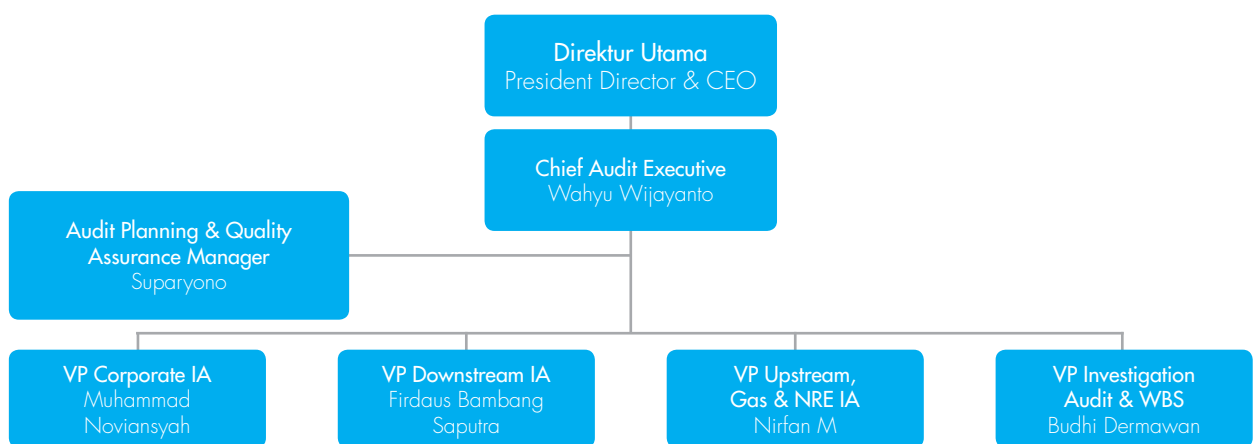 Direktur Utama
President Director & CEO
Chief Audit Executive
Wahyu Wijayanto
Audit Planning & Quality
Assurance Manager
Suparyono
VP Corporate IA
Muhammad
Noviansyah
VP Downstream IA
Firdaus Bambang
Saputra
VP Upstream,
Gas & NRE IA
Nirfan M
VP Investigation
Audit & WBS
Budhi Dermawan